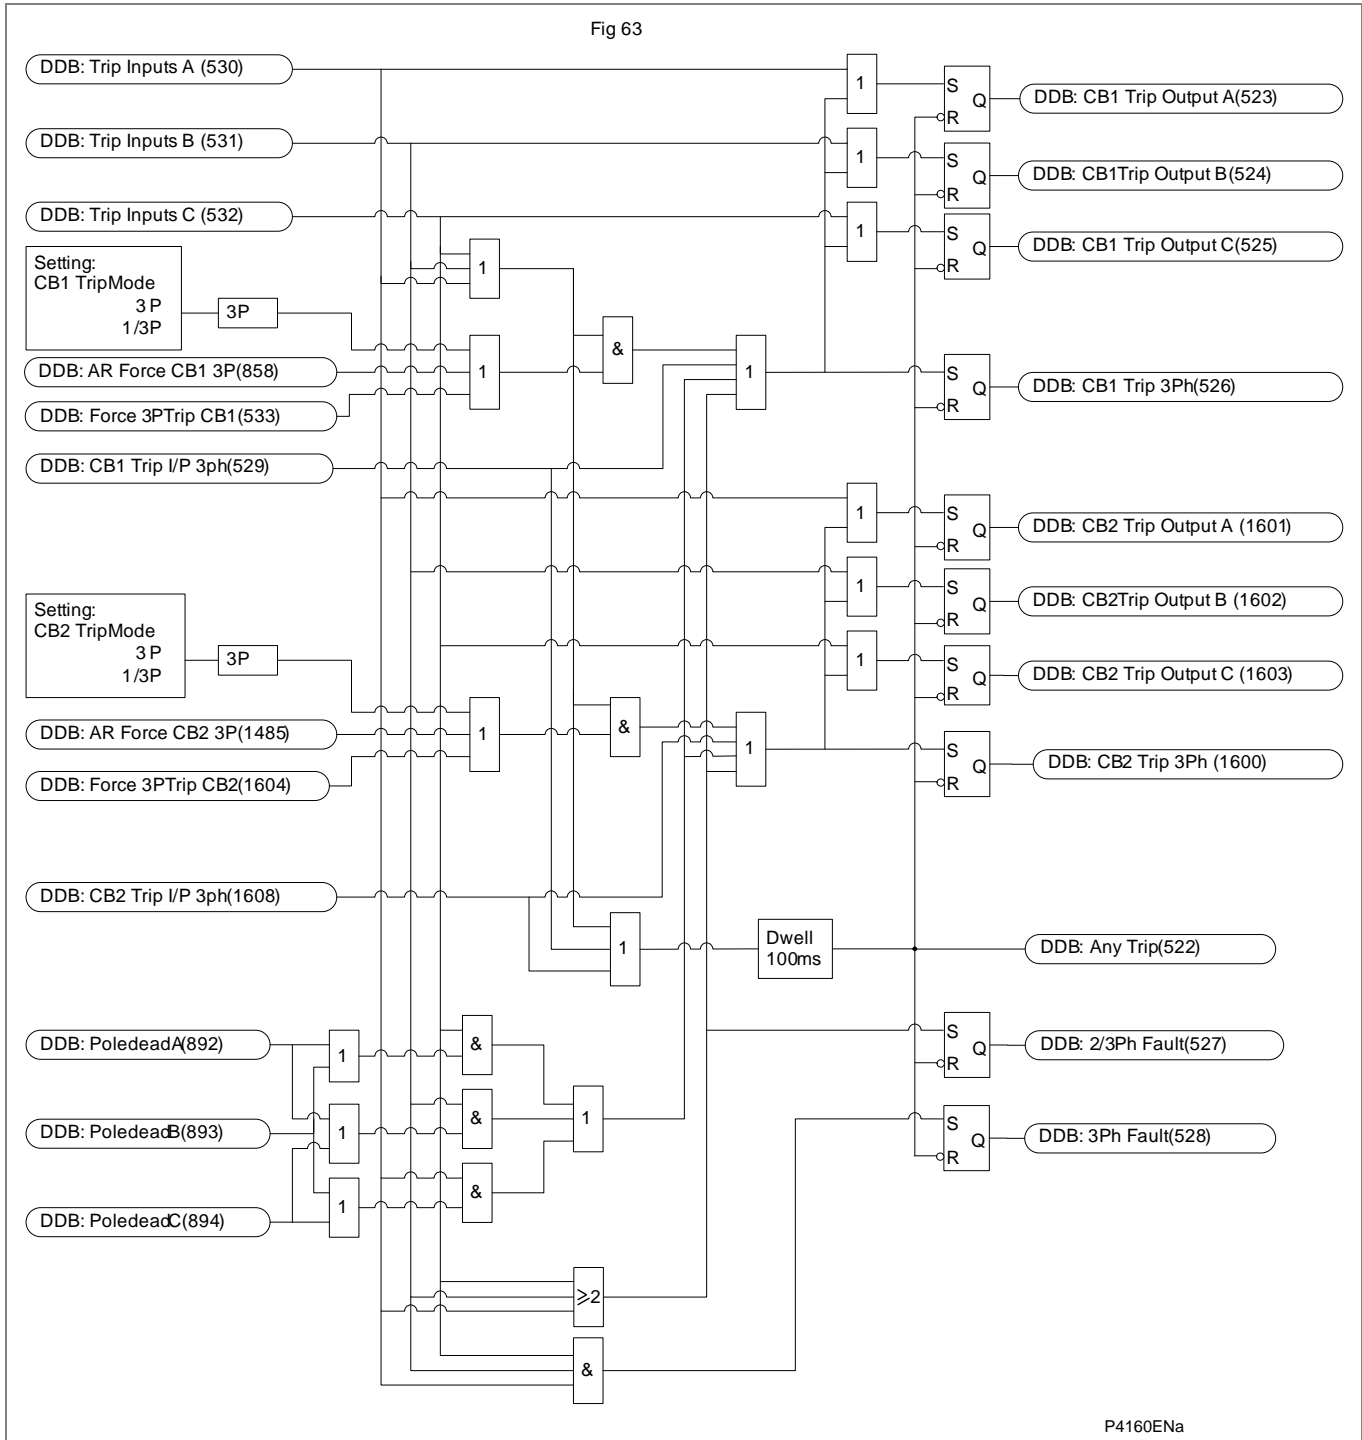 Fig 63
DDB: Trip Inputs A (530)
1
S
Q
R
DDB: CB1 Trip Output A(523)
DDB: Trip Inputs B (531)
1
S
Q
R
DDB: CB1Trip Output B(524)
DDB: Trip Inputs C (532)
1
S
Q
R
DDB: CB1 Trip Output C(525)
Setting:
CB1 TripMode
3P
1/3P
3P
1
&
DDB: AR Force CB1 3P(858)
1
1
S
Q
R
DDB: CB1 Trip 3Ph(526)
DDB: Force 3PTrip CB1(533)
DDB: CB1 Trip I/P 3ph(529)
1
S
Q
R
DDB: CB2 Trip Output A (1601)
1
S
Q
R
DDB: CB2Trip Output B (1602)
Setting:
CB2 TripMode
3P
1/3P
3P
1
S
Q
R
DDB: CB2 Trip Output C (1603)
DDB: AR Force CB2 3P(1485)
1
&
1
S
Q
R
DDB: CB2 Trip 3Ph (1600)
DDB: Force 3PTrip CB2(1604)
DDB: CB2 Trip I/P 3ph(1608)
1
Dwell
100ms
DDB: Any Trip(522)
DDB: PoledeadA(892)
1
&
S
Q
R
DDB: 2/3Ph Fault(527)
DDB: PoledeadB(893)
1
&
1
S
Q
R
DDB: 3Ph Fault(528)
DDB: PoledeadC(894)
1
&
≥2
&
P4160ENa